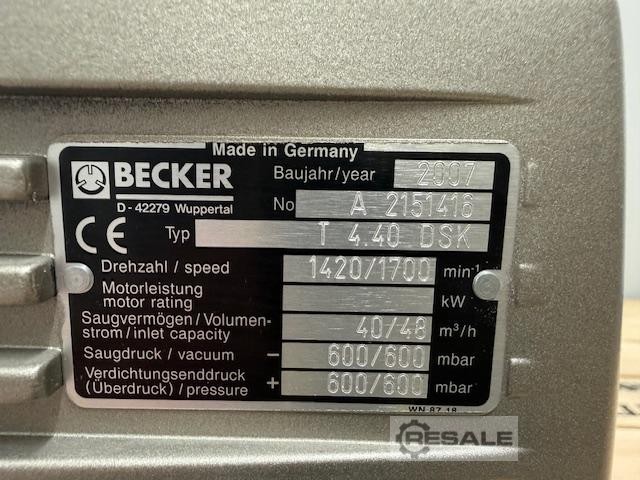 Made in Germany
BECKER
D-42279 Wuppertal
Baujahr/year 2007
No A 2151416
CE Typ T 4.40 DSK
Drehzahl / speed 1420/1700 min-1
Motorleistung
motor rating kW
Saugvermögen / Volumen-
strom / inlet capacity 40/48 m³/h
Saugdruck / vacuum − 600/600 mbar
Verdichtungsenddruck
(Überdruck) / pressure + 600/600 mbar
WN-87.18
RESALE